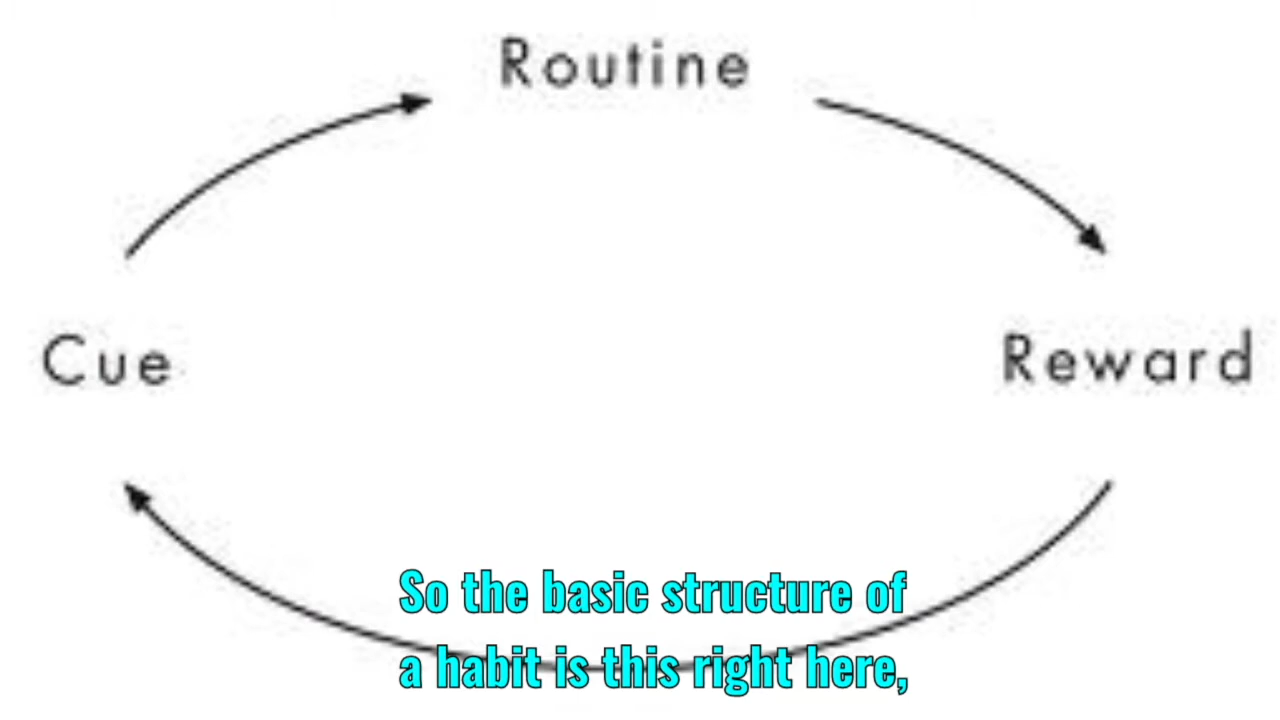 Routine
Cue
Reward
So the basic structure of
a habit is this right here,